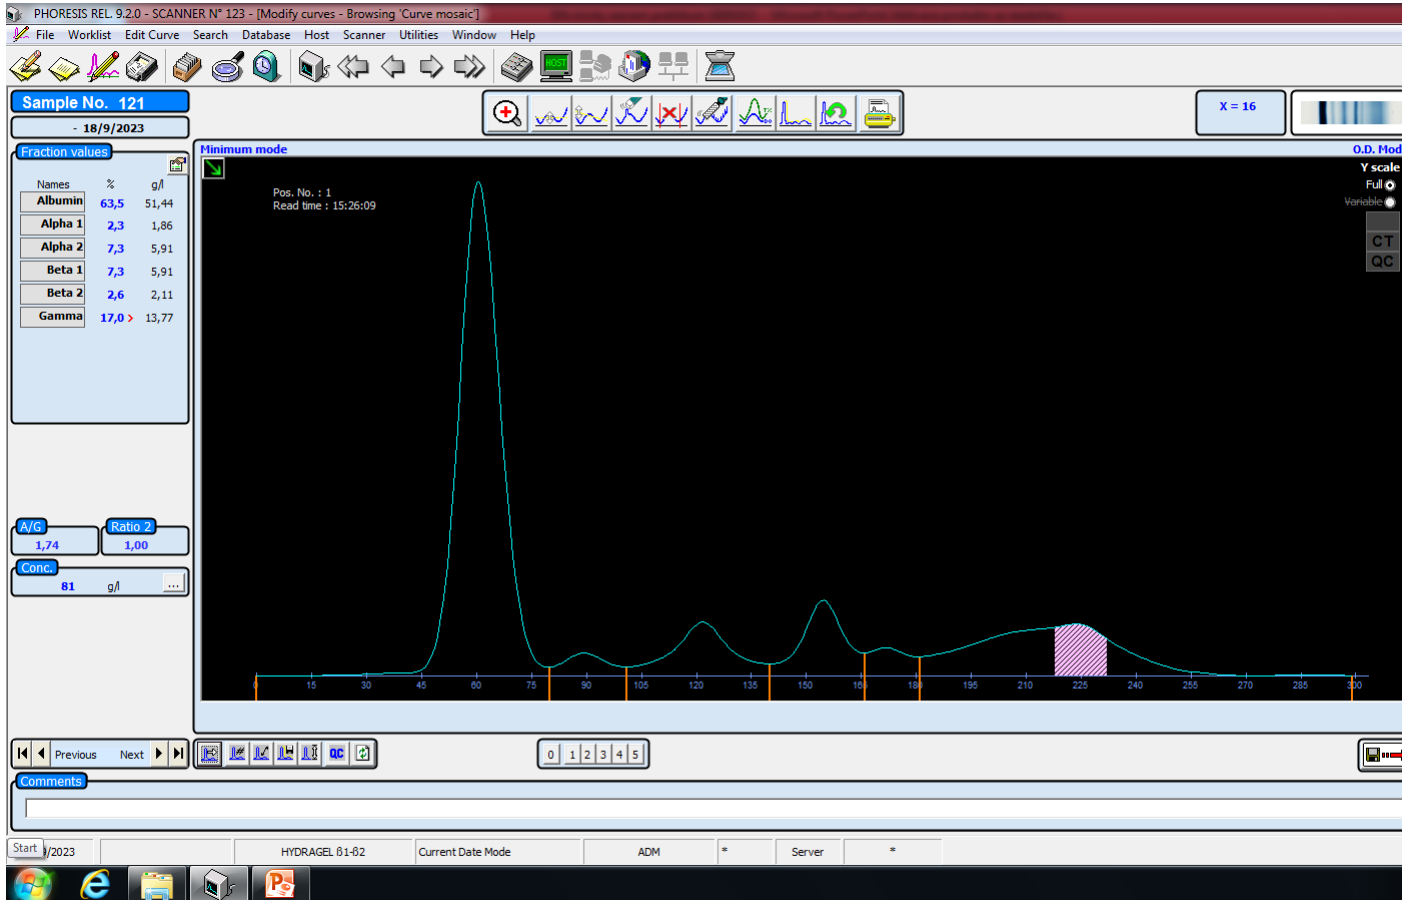 PHORESIS REL. 9.2.0 - SCANNER N° 123 - [Modify curves - Browsing 'Curve mosaic']
File Worklist Edit Curve Search Database Host Scanner Utilities Window Help
HOST
Sample No. 121
- 18/9/2023
X = 16
Fraction values
Names % g/l
Albumin 63,5 51,44
Alpha 1 2,3 1,86
Alpha 2 7,3 5,91
Beta 1 7,3 5,91
Beta 2 2,6 2,11
Gamma 17,0 > 13,77
A/G
1,74
Ratio 2
1,00
Conc.
81 g/l ...
Minimum mode
O.D. Mod
Pos. No. : 1
Read time : 15:26:09
Y scale
Full
Variable
CT
QC
0 15 30 45 60 75 90 105 120 135 150 165 180 195 210 225 240 255 270 285 300
Previous Next
QC
0 1 2 3 4 5
Comments
Start
9/2023 HYDRAGEL ß1-ß2 Current Date Mode ADM * Server *